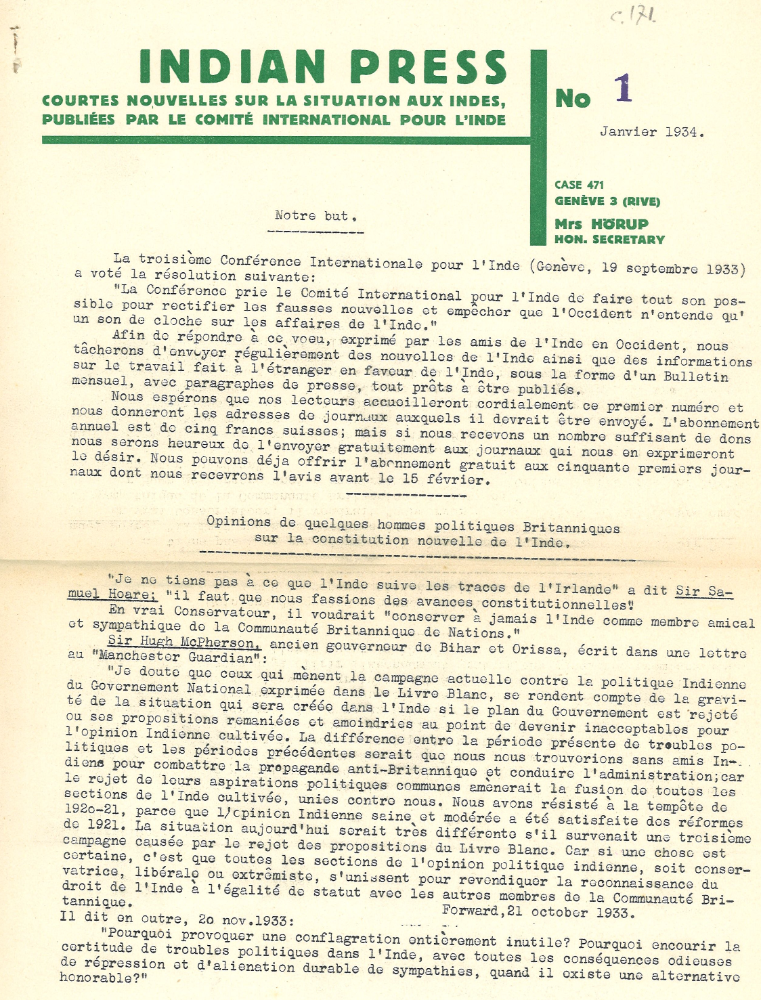 c.171.
INDIAN PRESS
COURTES NOUVELLES SUR LA SITUATION AUX INDES,
PUBLIÉES PAR LE COMITÉ INTERNATIONAL POUR L'INDE
No 1
Janvier 1934.
CASE 471
GENÈVE 3 (RIVE)
Mrs HÖRUP
HON. SECRETARY
Notre but.
La troisième Conférence Internationale pour l'Inde (Genève, 19 septembre 1933)
a voté la résolution suivante:
"La Conférence prie le Comité International pour l'Inde de faire tout son pos-
sible pour rectifier les fausses nouvelles et empêcher que l'Occident n'entende qu'
un son de cloche sur les affaires de l'Inde."
Afin de répondre à ce voeu, exprimé par les amis de l'Inde en Occident, nous
tâcherons d'envoyer régulièrement des nouvelles de l'Inde ainsi que des informations
sur le travail fait à l'étranger en faveur de l'Inde, sous la forme d'un Bulletin
mensuel, avec paragraphes de presse, tout prêts à être publiés.
Nous espérons que nos lecteurs accueilleront cordialement ce premier numéro et
nous donneront les adresses de journaux auxquels il devrait être envoyé. L'abonnement
annuel est de cinq francs suisses; mais si nous recevons un nombre suffisant de dons
nous serons heureux de l'envoyer gratuitement aux journaux qui nous en exprimeront
le désir. Nous pouvons déja offrir l'abonnement gratuit aux cinquante premiers jour-
naux dont nous recevrons l'avis avant le 15 février.
Opinions de quelques hommes politiques Britanniques
sur la constitution nouvelle de l'Inde.
"Je ne tiens pas à ce que l'Inde suive les traces de l'Irlande" a dit Sir Sa-
muel Hoare; "il faut que nous fassions des avances constitutionnelles"!
En vrai Conservateur, il voudrait "conserver à jamais l'Inde comme membre amical
et sympathique de la Communauté Britannique de Nations."
Sir Hugh McPherson, ancien gouverneur de Bihar et Orissa, écrit dans une lettre
au "Manchester Guardian":
"Je doute que ceux qui mènent la campagne actuelle contre la politique Indienne
du Governement National exprimée dans le Livre Blanc, se rendent compte de la gravi-
té de la situation qui sera créée dans l'Inde si le plan du Gouvernement est rejeté
ou ses propositions remaniées et amoindries au point de devenir inacceptables pour
l'opinion Indienne cultivée. La différence entre la période présente de troubles po-
litiques et les périodes précédentes serait que nous nous trouverions sans amis In-
diens pour combattre la propagande anti-Britannique et conduire l'administration;car
le rejet de leurs aspirations politiques communes amènerait la fusion de toutes les
sections de l'Inde cultivée, unies contre nous. Nous avons résisté à la tempête de
1920-21, parce que l/opinion Indienne saine et modérée a été satisfaite des réformes
de 1921. La situation aujourd'hui serait très différente s'il survenait une troisième
campagne causée par le rejet des propositions du Livre Blanc. Car si une chose est
certaine, c'est que toutes les sections de l'opinion politique indienne, soit conser-
vatrice, libérale ou extrêmiste, s'unissent pour revendiquer la reconnaissance du
droit de l'Inde à l'égalité de statut avec les autres membres de la Communauté Bri-
tannique.
Forward,21 october 1933.
Il dit en outre, 20 nov.1933:
"Pourquoi provoquer une conflagration entièrement inutile? Pourquoi encourir la
certitude de troubles politiques dans l'Inde, avec toutes les conséquences odieuses
de répression et d'alienation durable de sympathies, quand il existe une alternative
honorable?"